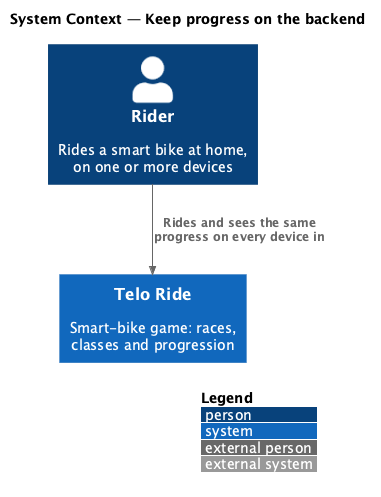 System Context — Keep progress on the backend
Rider
Rides a smart bike at home,
on one or more devices
Rides and sees the same
progress on every device in
Telo Ride
Smart-bike game: races,
classes and progression
Legend
person
system
external person
external system